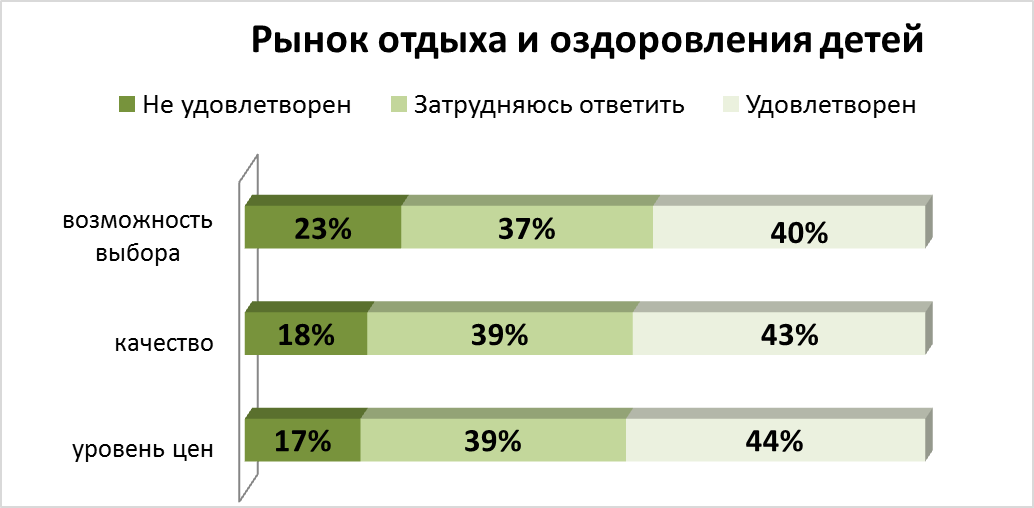 Рынок отдыха и оздоровления детей
Не удовлетворен Затрудняюсь ответить Удовлетворен
возможность
выбора
23% 37% 40%
качество 18% 39% 43%
уровень цен 17% 39% 44%